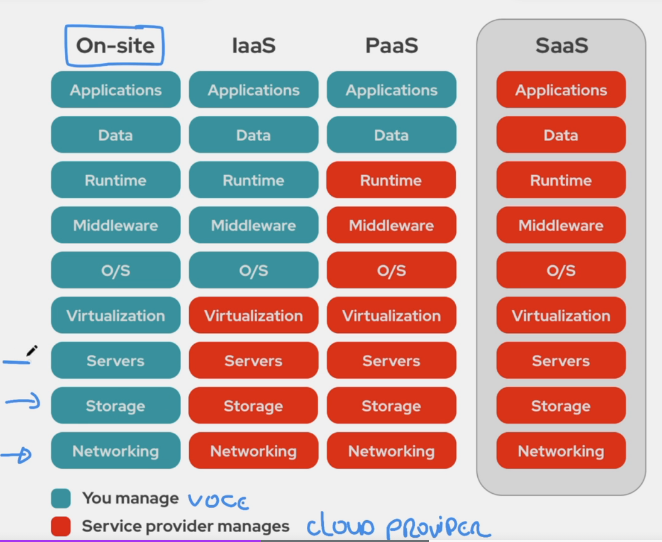 On-site IaaS PaaS SaaS
Applications Applications Applications Applications
Data Data Data Data
Runtime Runtime Runtime Runtime
Middleware Middleware Middleware Middleware
O/S O/S O/S O/S
Virtualization Virtualization Virtualization Virtualization
Servers Servers Servers Servers
Storage Storage Storage Storage
Networking Networking Networking Networking
You manage VOCE
Service provider manages CLOUD PROVIDER